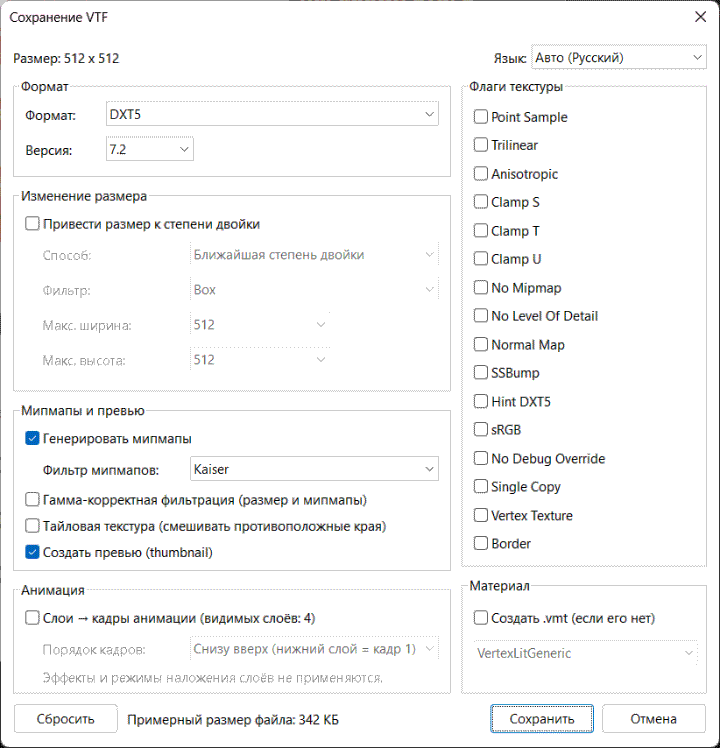 Сохранение VTF
Размер: 512 x 512
Язык: Авто (Русский)
Формат
Формат: DXT5
Версия: 7.2
Изменение размера
Привести размер к степени двойки
Способ: Ближайшая степень двойки
Фильтр: Box
Макс. ширина: 512
Макс. высота: 512
Мипмапы и превью
Генерировать мипмапы
Фильтр мипмапов: Kaiser
Гамма-корректная фильтрация (размер и мипмапы)
Тайловая текстура (смешивать противоположные края)
Создать превью (thumbnail)
Анимация
Слои → кадры анимации (видимых слоёв: 4)
Порядок кадров: Снизу вверх (нижний слой = кадр 1)
Эффекты и режимы наложения слоёв не применяются.
Флаги текстуры
Point Sample
Trilinear
Anisotropic
Clamp S
Clamp T
Clamp U
No Mipmap
No Level Of Detail
Normal Map
SSBump
Hint DXT5
sRGB
No Debug Override
Single Copy
Vertex Texture
Border
Материал
Создать .vmt (если его нет)
VertexLitGeneric
Сбросить
Примерный размер файла: 342 КБ
Сохранить
Отмена